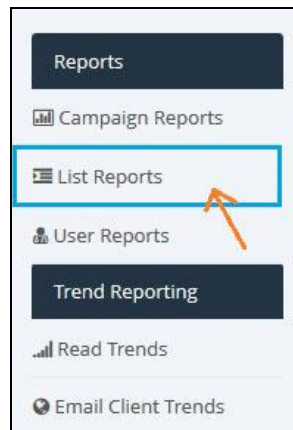 Reports
Campaign Reports
List Reports
User Reports
Trend Reporting
Read Trends
Email Client Trends